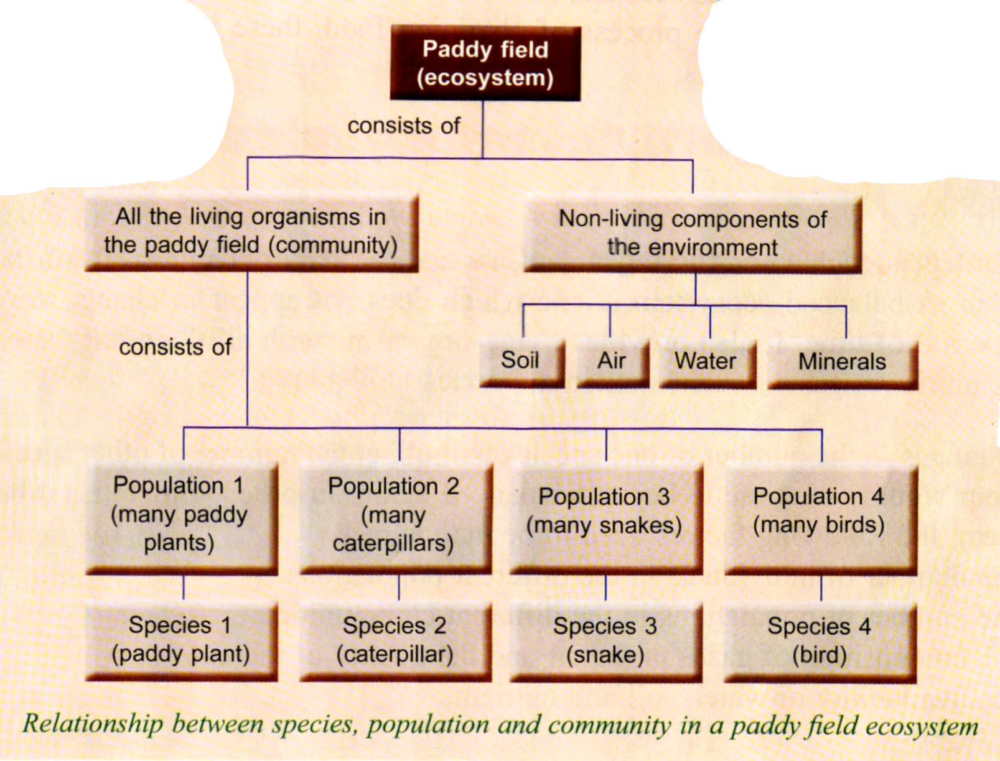 Paddy field
(ecosystem)
consists of
All the living organisms in
the paddy field (community)
Non-living components of
the environment
consists of
Soil
Air
Water
Minerals
Population 1
(many paddy
plants)
Population 2
(many
caterpillars)
Population 3
(many snakes)
Population 4
(many birds)
Species 1
(paddy plant)
Species 2
(caterpillar)
Species 3
(snake)
Species 4
(bird)
Relationship between species, population and community in a paddy field ecosystem